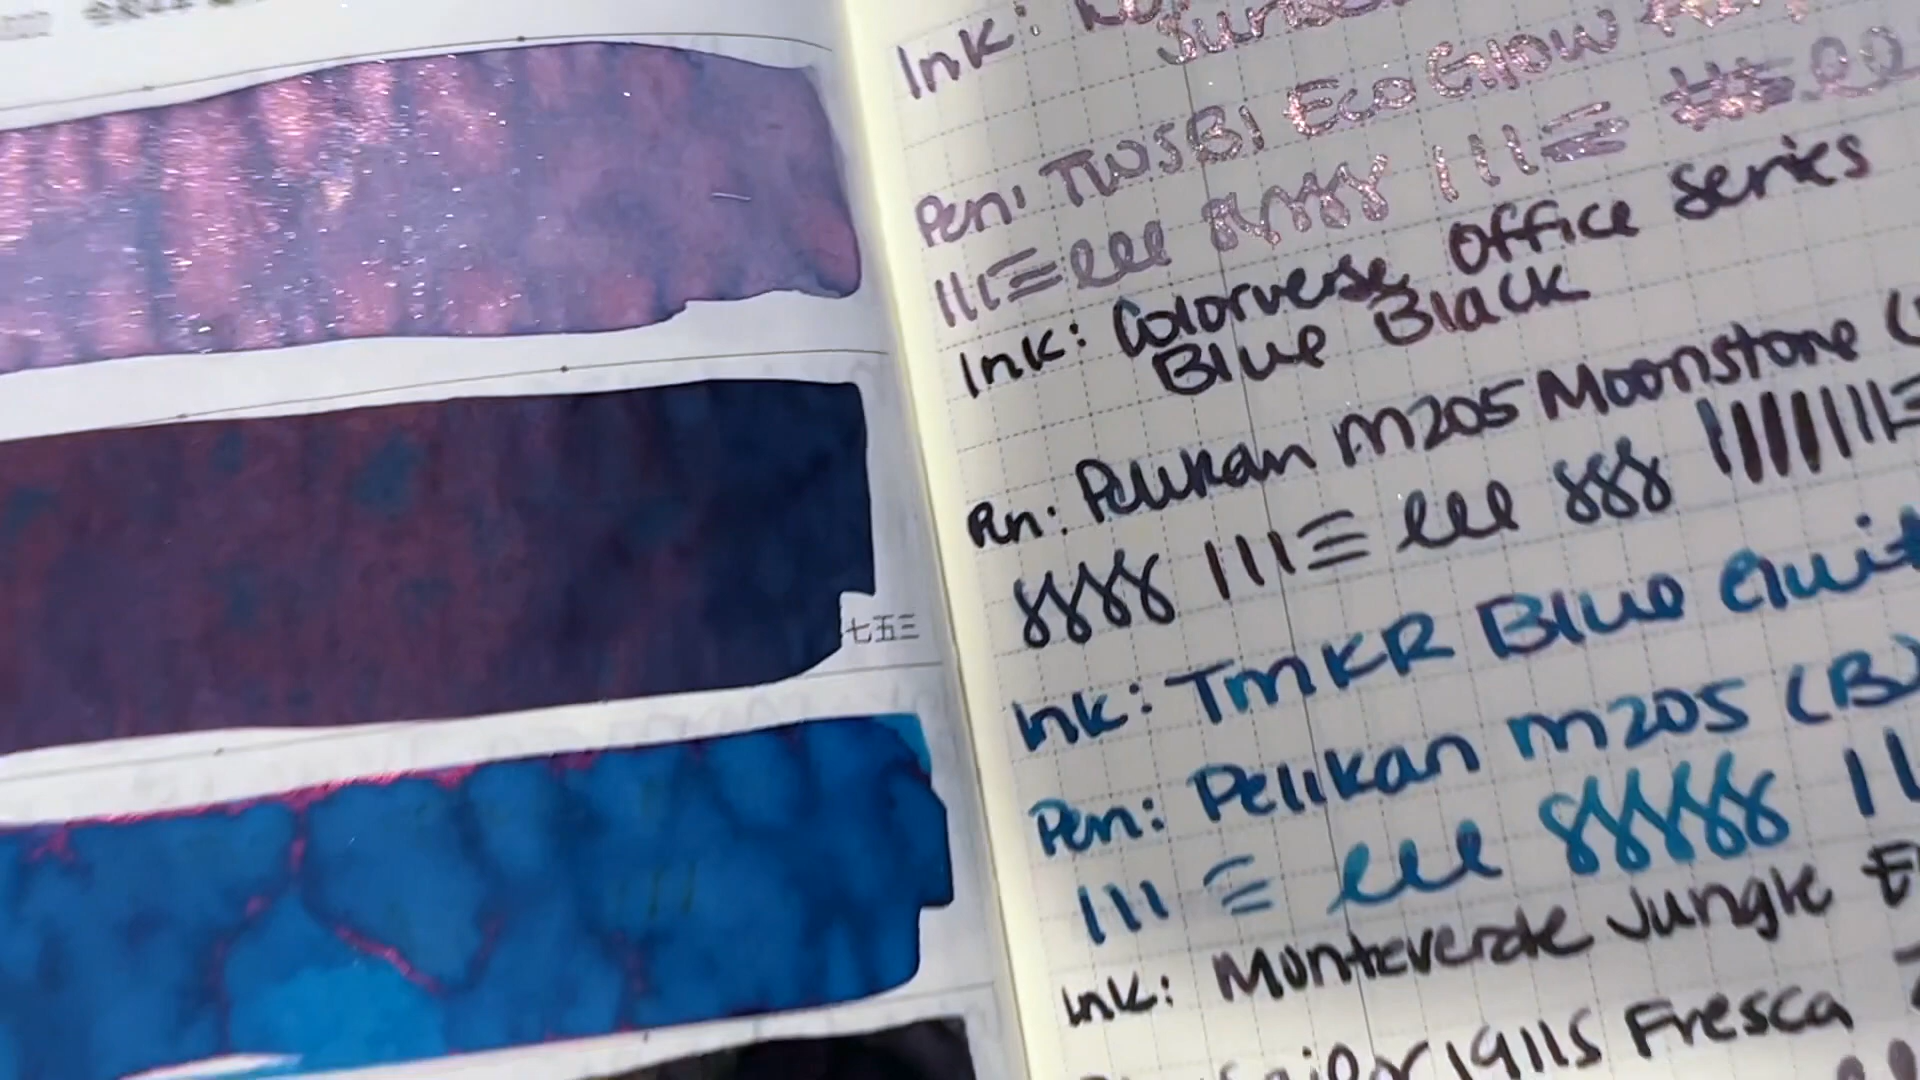 七五三
Ink:
Pen: TWSBI Eco Glow
Ink: Colorverse Office Series
Blue Black
Pen: Pelikan M205 Moonstone (
Ink: TMKR Blue
Pen: Pelikan M205 (B)
Ink: Monteverde Jungle
1911s Fresca